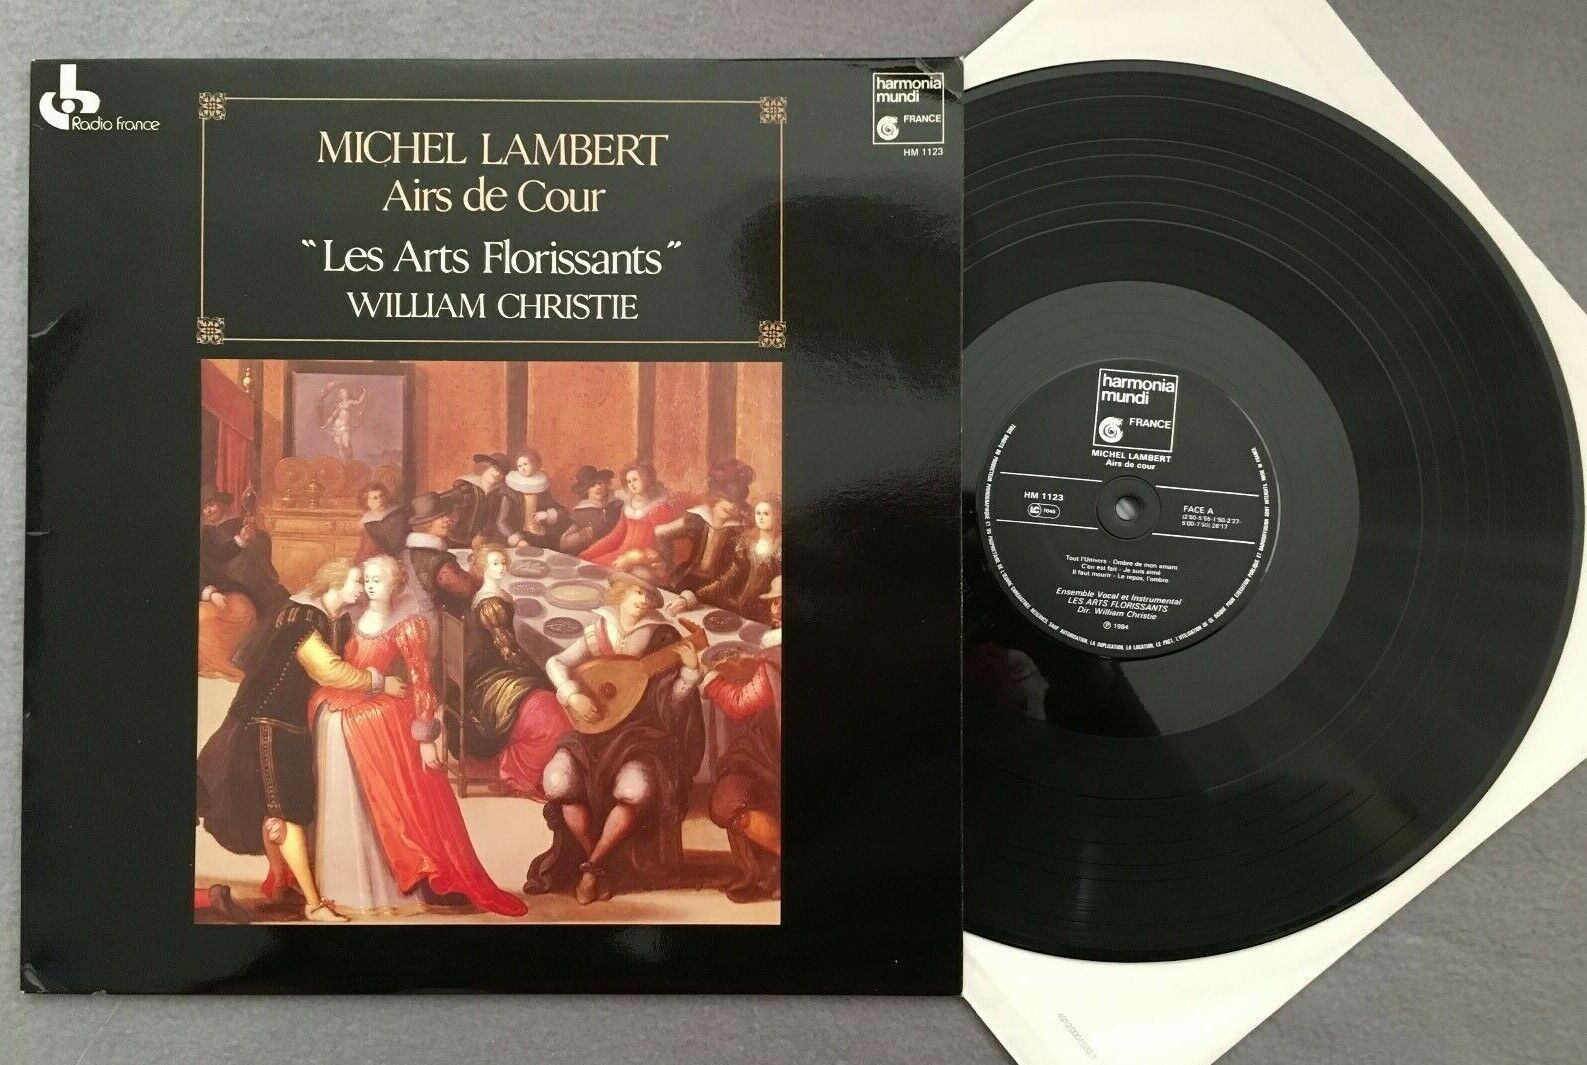 Radio france
harmonia
mundi
FRANCE
HM 1123
MICHEL LAMBERT
Airs de Cour
"Les Arts Florissants"
WILLIAM CHRISTIE
harmonia
mundi
FRANCE
MICHEL LAMBERT
Airs de cour
HM 1123
LC 7045
FACE A
Tout l'Univers - Ombre de mon amant
C'en est fait - Je suis aimé
Il faut mourir - Le repos, l'ombre
Ensemble Vocal et Instrumental
LES ARTS FLORISSANTS
Dir. William Christie
℗ 1984